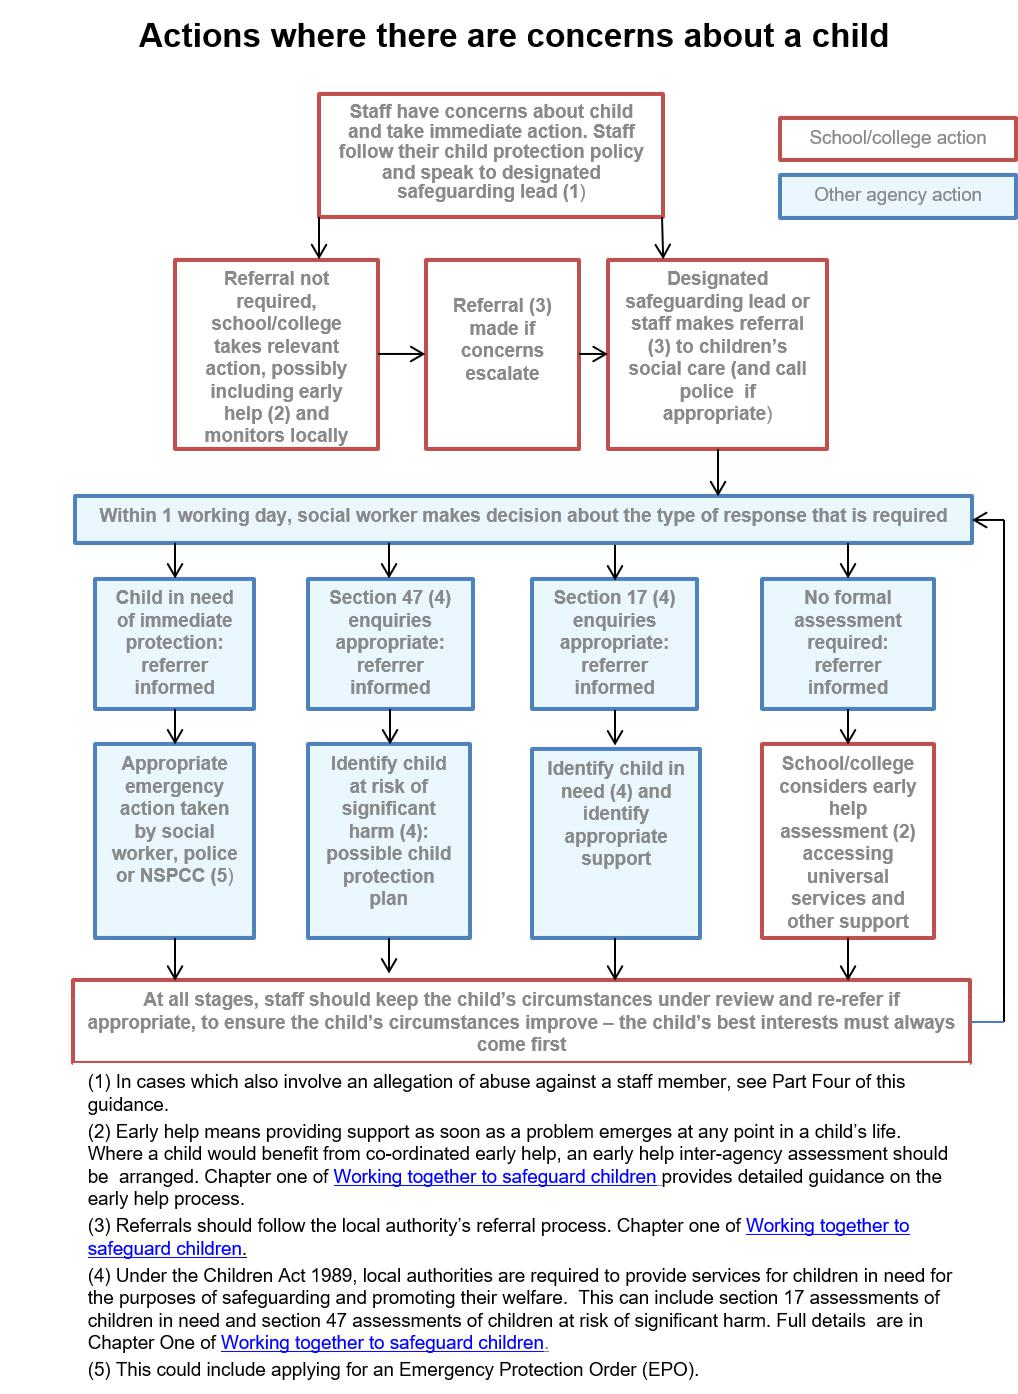 Actions where there are concerns about a child
Staff have concerns about child
and take immediate action. Staff
follow their child protection policy
and speak to designated
safeguarding lead (1)
School/college action
Other agency action
Referral not
required,
school/college
takes relevant
action, possibly
including early
help (2) and
monitors locally
Referral (3)
made if
concerns
escalate
Designated
safeguarding lead or
staff makes referral
(3) to children’s
social care (and call
police if
appropriate)
Within 1 working day, social worker makes decision about the type of response that is required
Child in need
of immediate
protection:
referrer
informed
Section 47 (4)
enquiries
appropriate:
referrer
informed
Section 17 (4)
enquiries
appropriate:
referrer
informed
No formal
assessment
required:
referrer
informed
Appropriate
emergency
action taken
by social
worker, police
or NSPCC (5)
Identify child
at risk of
significant
harm (4):
possible child
protection
plan
Identify child in
need (4) and
identify
appropriate
support
School/college
considers early
help
assessment (2)
accessing
universal
services and
other support
At all stages, staff should keep the child’s circumstances under review and re-refer if
appropriate, to ensure the child’s circumstances improve – the child’s best interests must always
come first
(1) In cases which also involve an allegation of abuse against a staff member, see Part Four of this
guidance.
(2) Early help means providing support as soon as a problem emerges at any point in a child’s life.
Where a child would benefit from co-ordinated early help, an early help inter-agency assessment should
be arranged. Chapter one of Working together to safeguard children provides detailed guidance on the
early help process.
(3) Referrals should follow the local authority’s referral process. Chapter one of Working together to
safeguard children.
(4) Under the Children Act 1989, local authorities are required to provide services for children in need for
the purposes of safeguarding and promoting their welfare. This can include section 17 assessments of
children in need and section 47 assessments of children at risk of significant harm. Full details are in
Chapter One of Working together to safeguard children.
(5) This could include applying for an Emergency Protection Order (EPO).